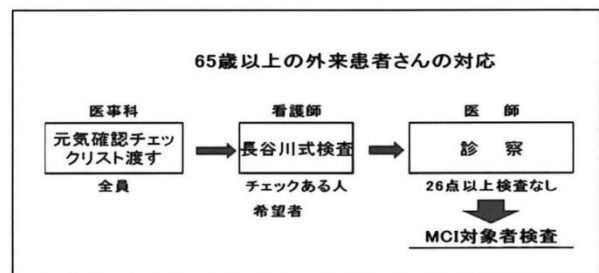 65歳以上の外来患者さんの対応
医事科
元気確認チェッ
クリスト渡す
全員
看護師
長谷川式検査
チェックある人
希望者
医 師
診 察
26点以上検査なし
MCI対象者検査